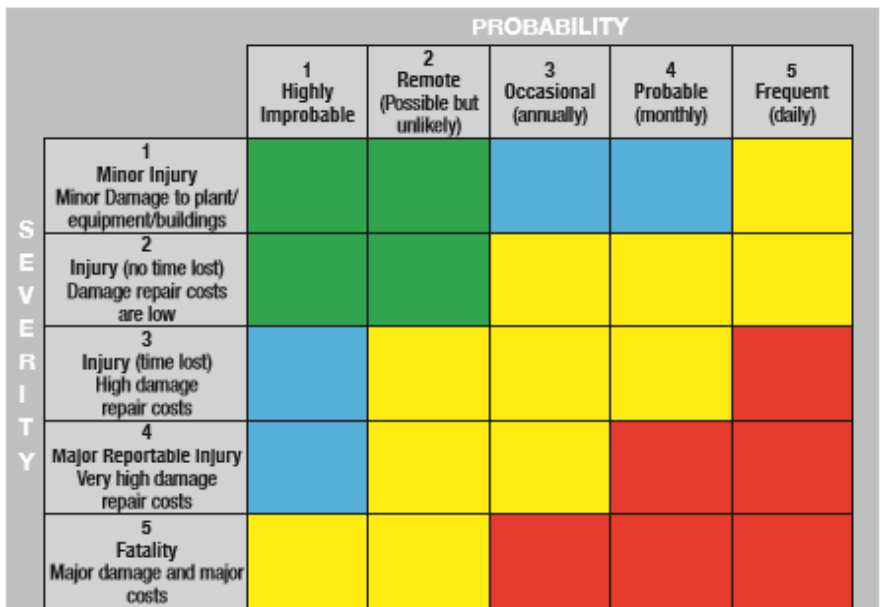 PROBABILITY
1
Highly
Improbable
2
Remote
(Possible but
unlikely)
3
Occasional
(annually)
4
Probable
(monthly)
5
Frequent
(daily)
SEVERITY
1
Minor Injury
Minor Damage to plant/
equipment/buildings
2
Injury (no time lost)
Damage repair costs
are low
3
Injury (time lost)
High damage
repair costs
4
Major Reportable Injury
Very high damage
repair costs
5
Fatality
Major damage and major
costs